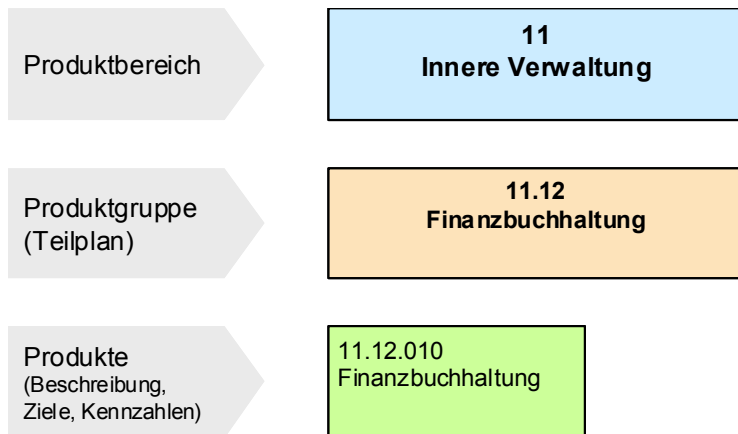 Produktbereich
11
Innere Verwaltung
Produktgruppe
(Teilplan)
11.12
Finanzbuchhaltung
Produkte
(Beschreibung,
Ziele, Kennzahlen)
11.12.010
Finanzbuchhaltung